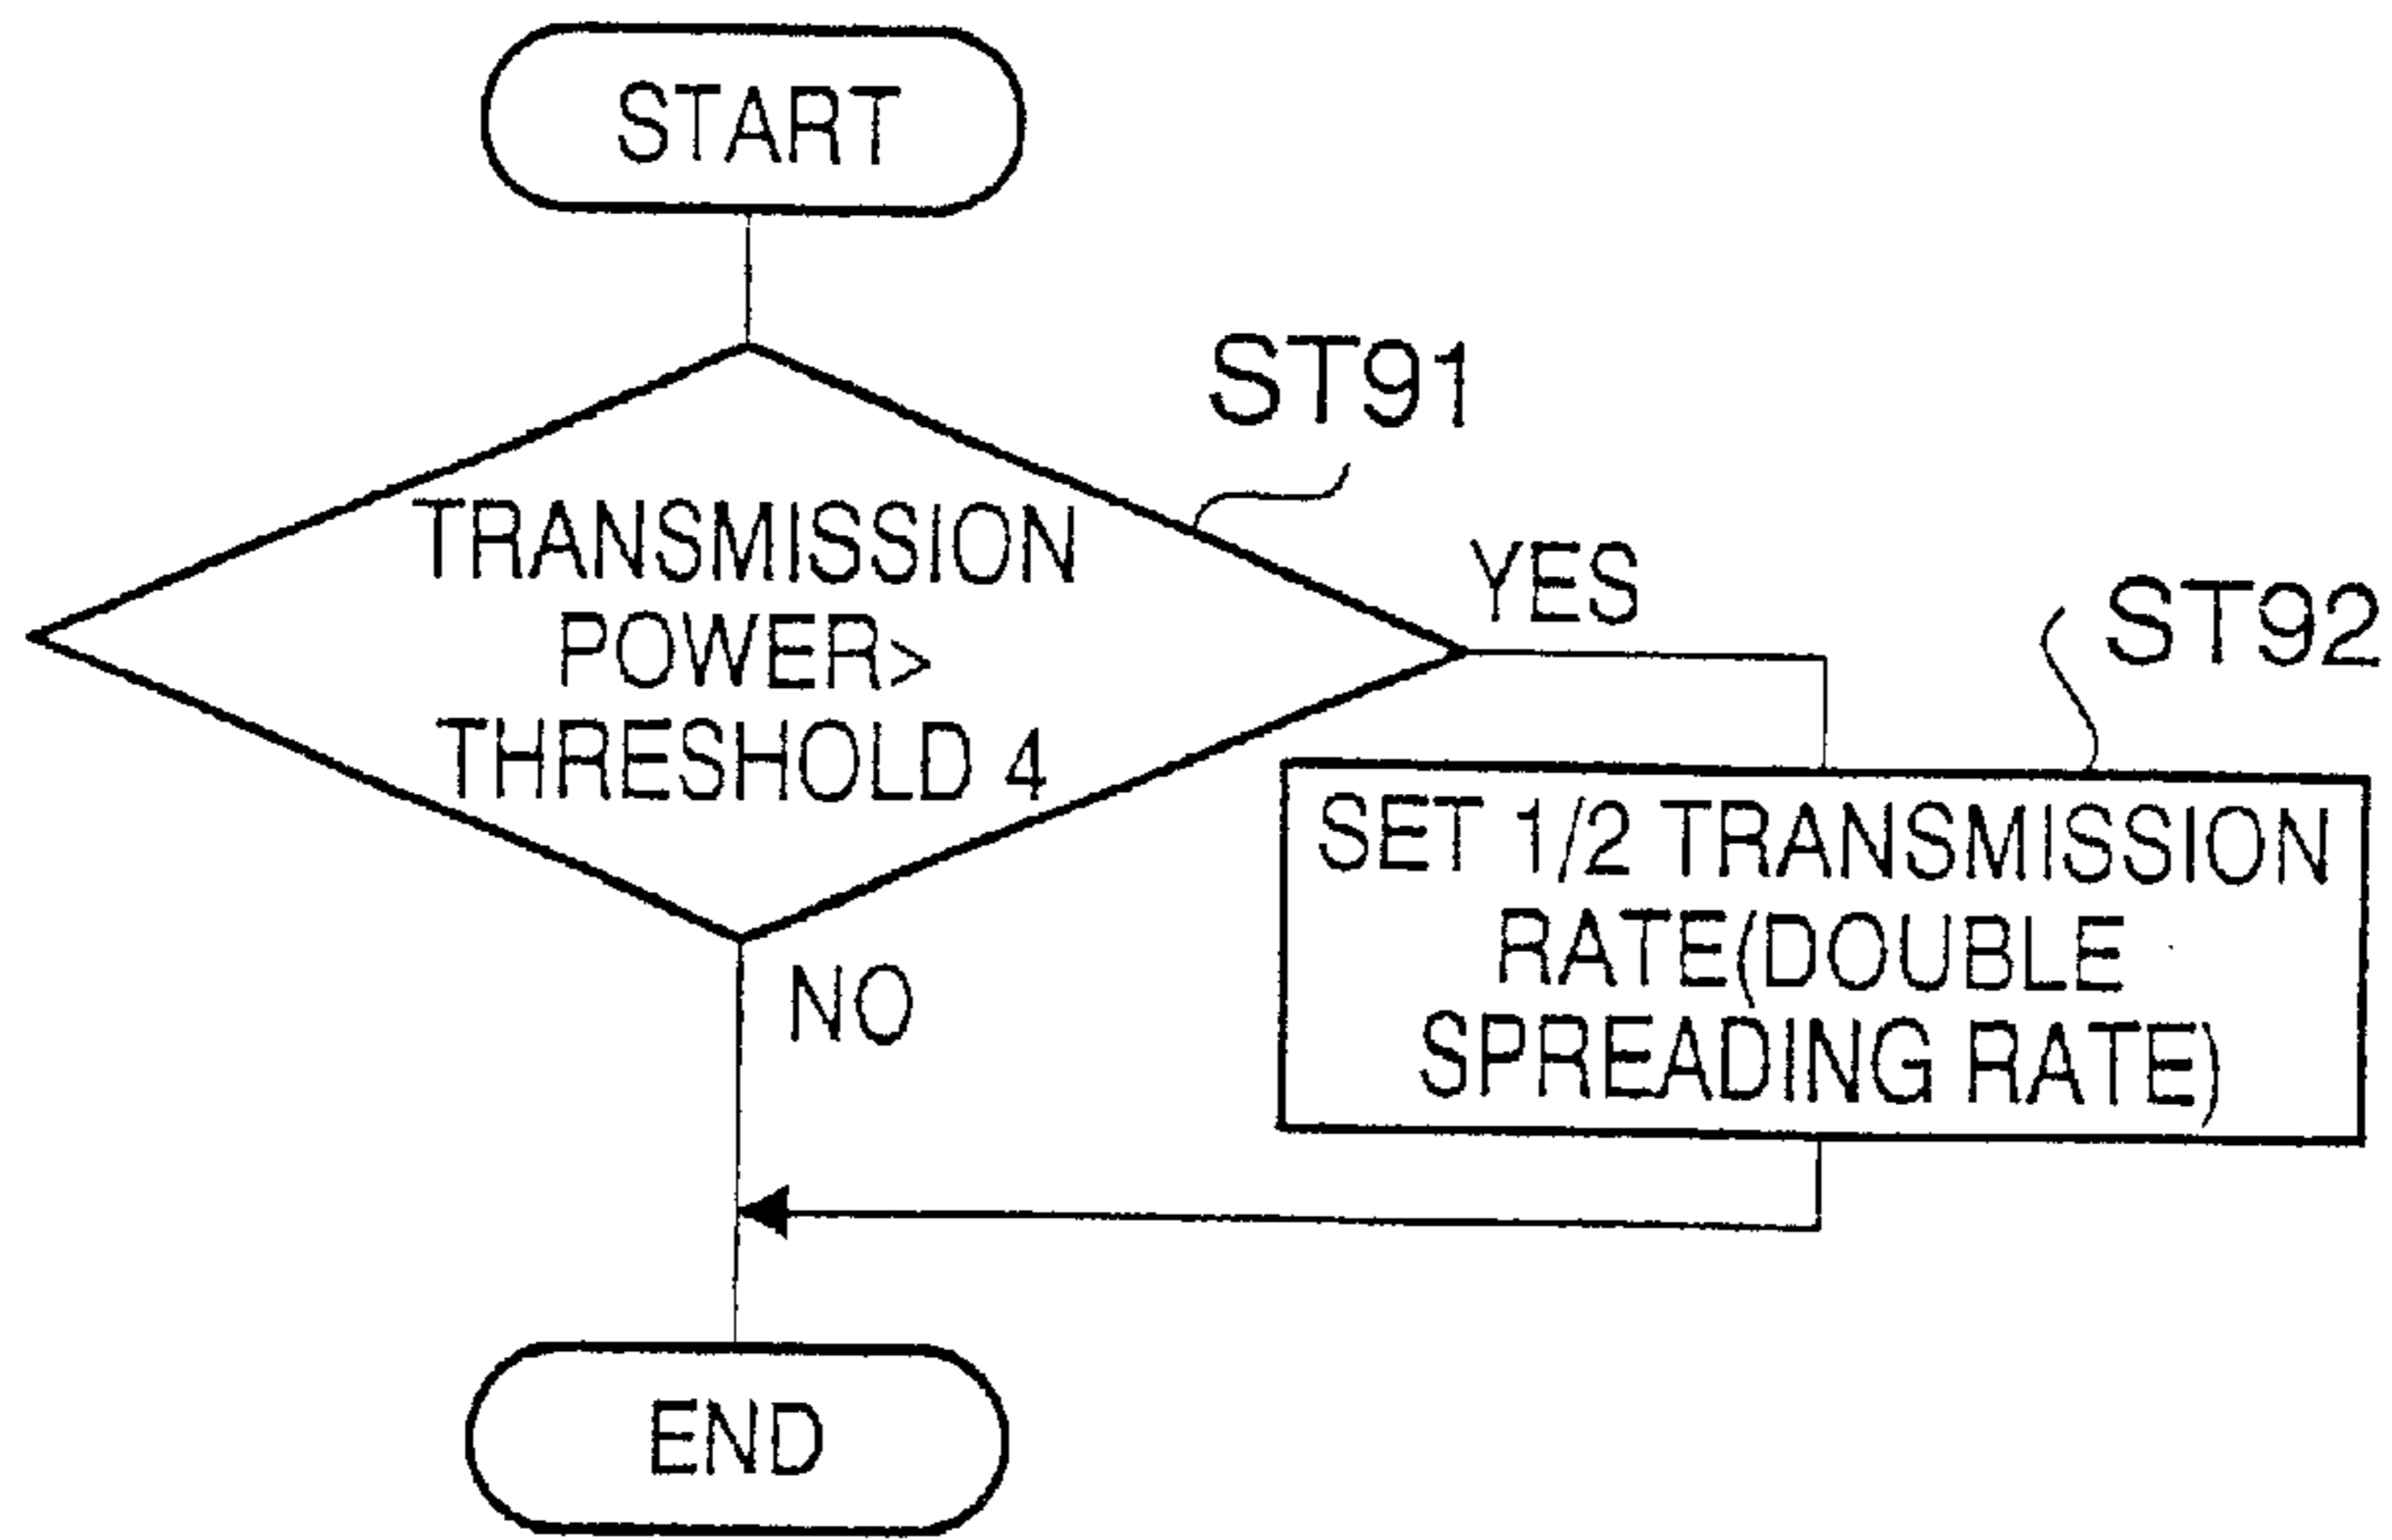 START
ST91
TRANSMISSION
POWER>
THRESHOLD 4
YES
ST92
SET 1/2 TRANSMISSION
RATE(DOUBLE
SPREADING RATE)
NO
END